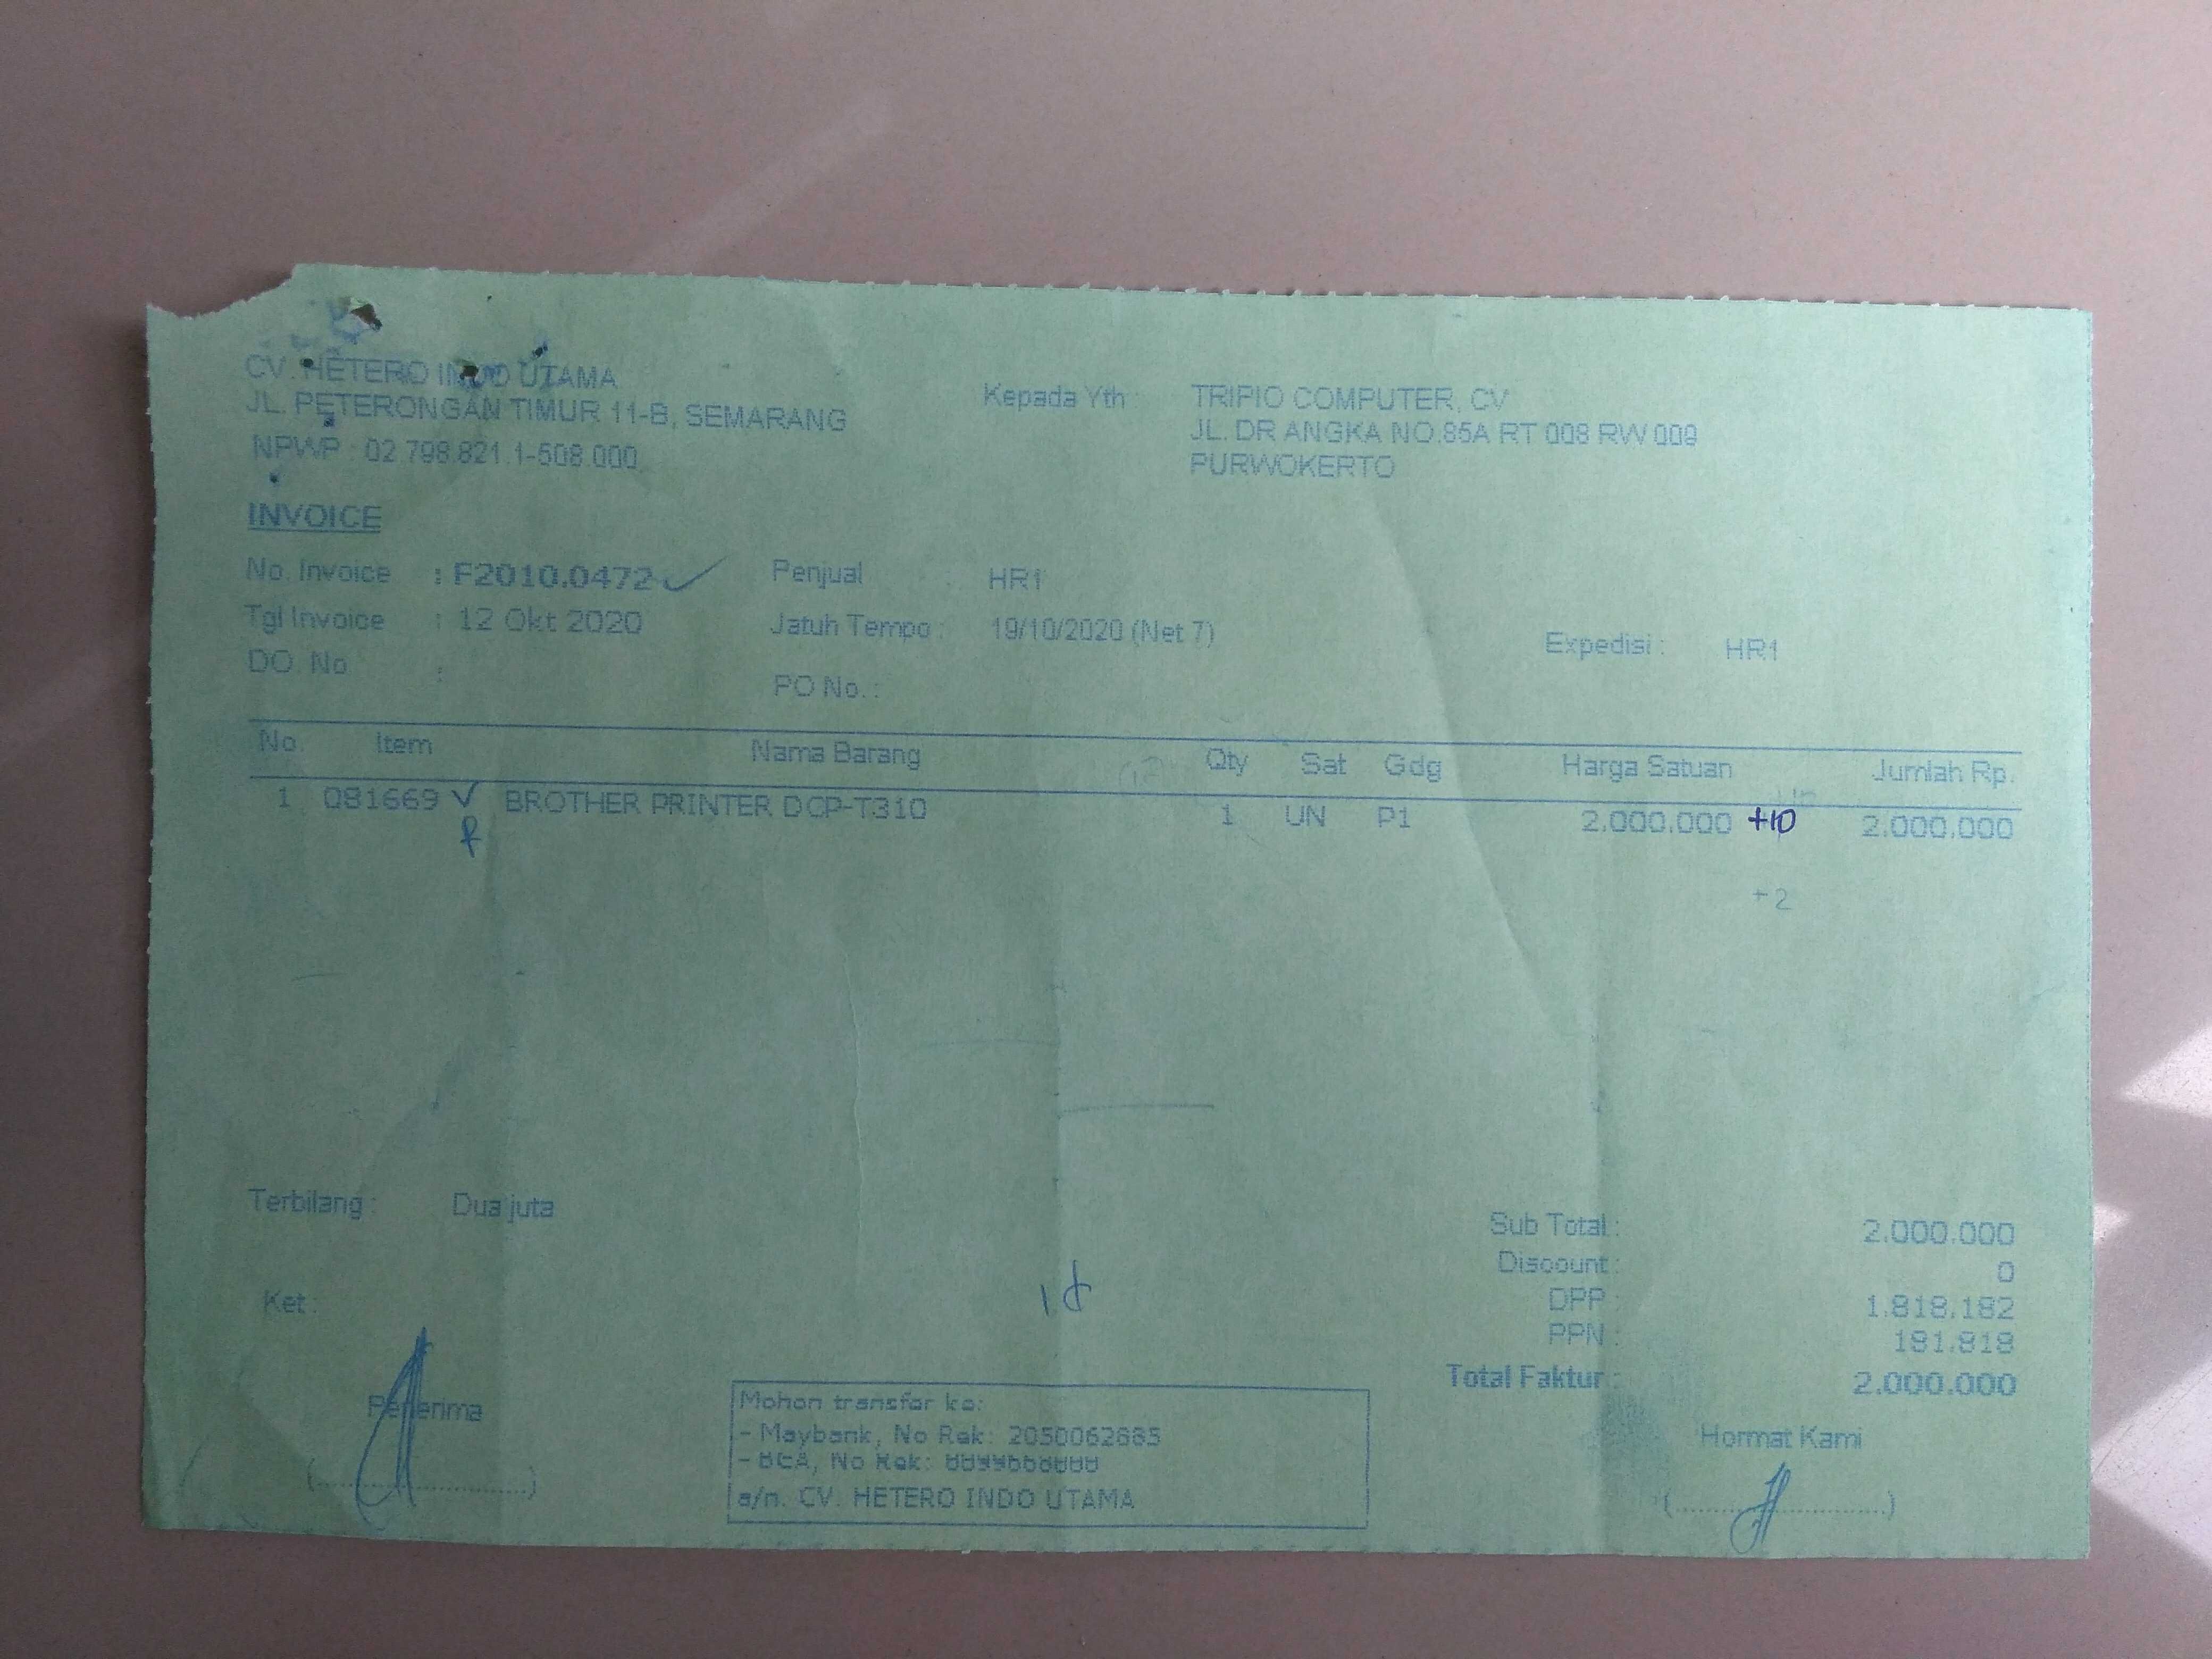 CV. HETERO INDO UTAMA
JL. PETERONGAN TIMUR 11-B, SEMARANG
NPWP : 02.798.821.1-508.000
Kepada Yth :
TRIPIO COMPUTER, CV
JL. DR ANGKA NO.85A RT 008 RW 009
PURWOKERTO
INVOICE
No. Invoice : F2010.0472 Penjual : HR1
Tgl Invoice : 12 Okt 2020 Jatuh Tempo : 19/10/2020 (Net 7) Expedisi : HR1
DO. No : PO No. :
No. Item Nama Barang Qty Sat Gdg Harga Satuan Jumlah Rp.
1 081669 BROTHER PRINTER DCP-T310 1 UN P1 2.000.000 +10 2.000.000
+2
Terbilang : Dua juta
Sub Total : 2.000.000
Discount : 0
DPP : 1.818.182
PPN : 181.818
Total Faktur : 2.000.000
Ket :
Penerima
(..........................)
Mohon transfer ke:
- Maybank, No Rek: 2050062885
- BCA, No Rek:
a/n. CV. HETERO INDO UTAMA
Hormat Kami
(..........................)